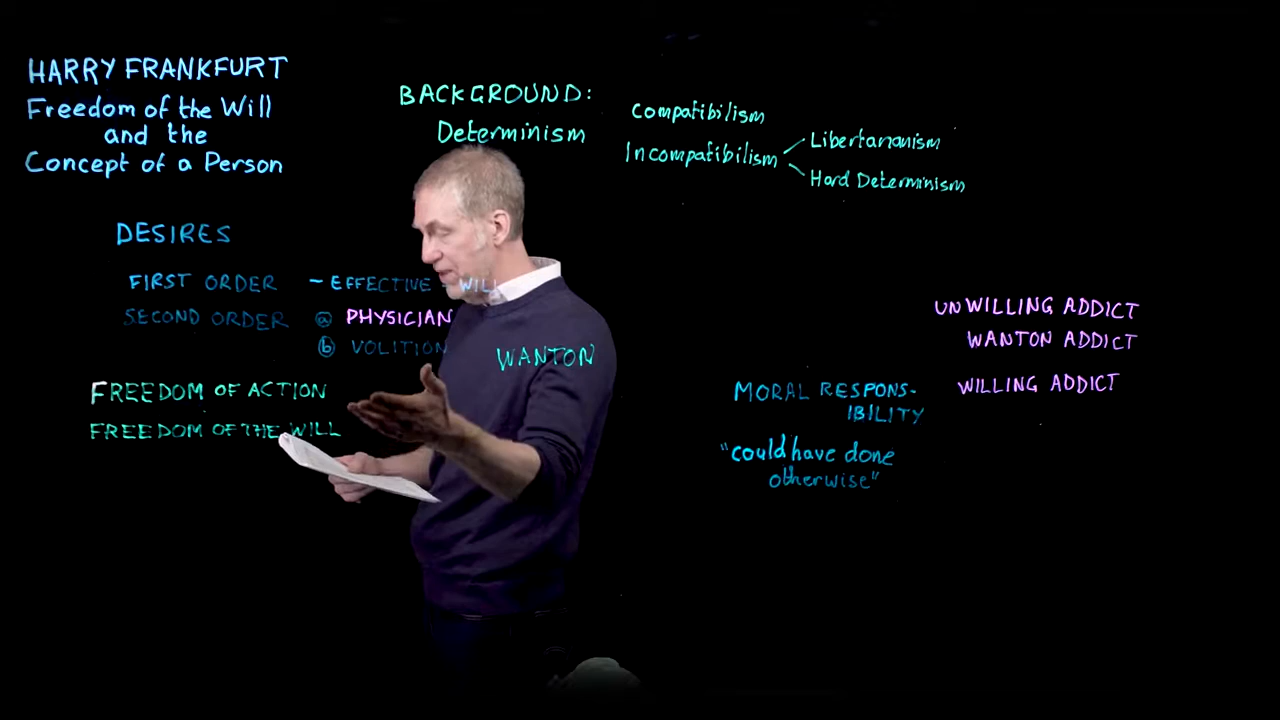 HARRY FRANKFURT
Freedom of the Will
and the
Concept of a Person
BACKGROUND:
Determinism
Compatibilism
Incompatibilism
Libertarianism
Hard Determinism
DESIRES
FIRST ORDER - EFFECTIVE - WILL
SECOND ORDER ⓐ PHYSICIAN
ⓑ VOLITION
WANTON
FREEDOM OF ACTION
FREEDOM OF THE WILL
UNWILLING ADDICT
WANTON ADDICT
WILLING ADDICT
MORAL RESPONS-
IBILITY
"could have done
otherwise"